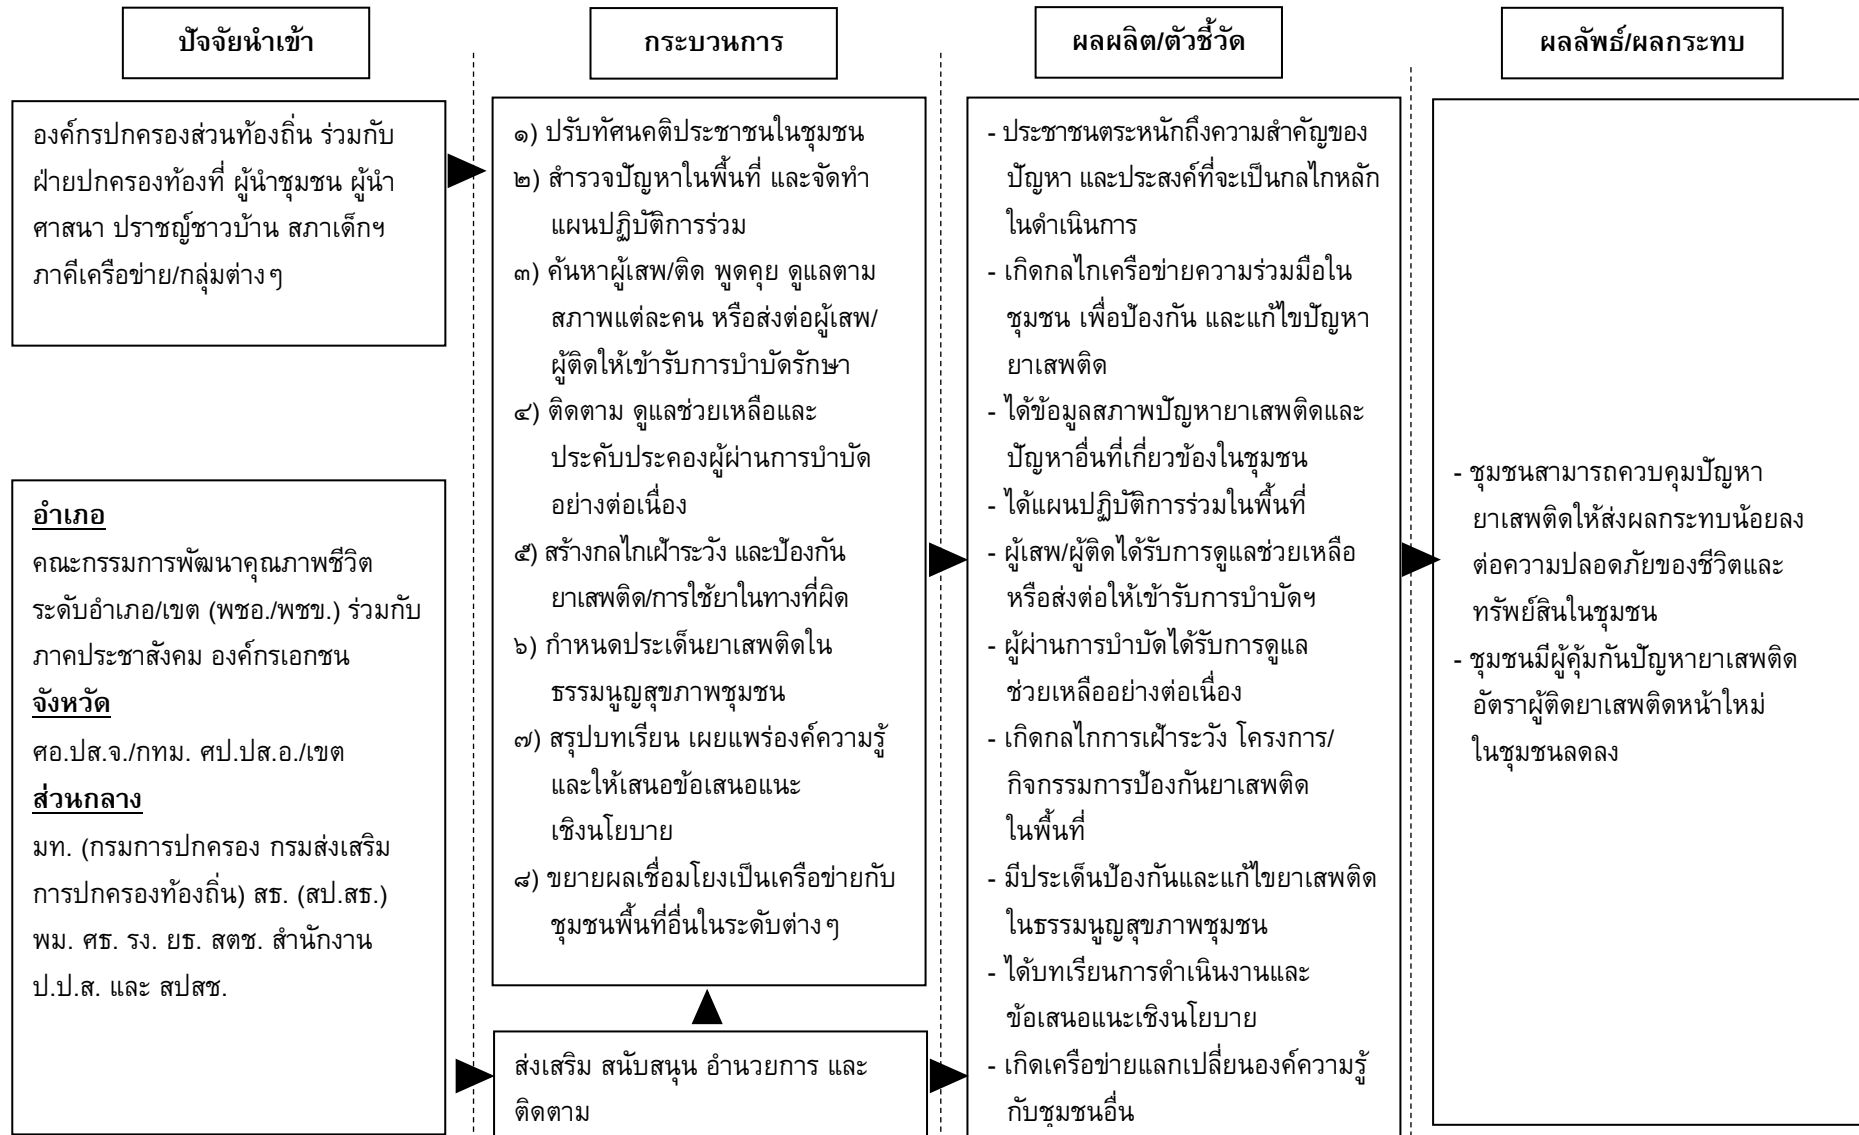 ปัจจัยนำเข้า
องค์กรปกครองส่วนท้องถิ่น ร่วมกับ
ฝ่ายปกครองท้องที่ ผู้นำชุมชน ผู้นำ
ศาสนา ปราชญ์ชาวบ้าน สภาเด็กฯ
ภาคีเครือข่าย/กลุ่มต่างๆ
อำเภอ
คณะกรรมการพัฒนาคุณภาพชีวิต
ระดับอำเภอ/เขต (พชอ./พชข.) ร่วมกับ
ภาคประชาสังคม องค์กรเอกชน
จังหวัด
ศอ.ปส.จ./กทม. ศป.ปส.อ./เขต
ส่วนกลาง
มท. (กรมการปกครอง กรมส่งเสริม
การปกครองท้องถิ่น) สธ. (สป.สธ.)
พม. ศธ. รง. ยธ. สตช. สำนักงาน
ป.ป.ส. และ สปสช.
กระบวนการ
๑) ปรับทัศนคติประชาชนในชุมชน
๒) สำรวจปัญหาในพื้นที่ และจัดทำ
แผนปฏิบัติการร่วม
๓) ค้นหาผู้เสพ/ติด พูดคุย ดูแลตาม
สภาพแต่ละคน หรือส่งต่อผู้เสพ/
ผู้ติดให้เข้ารับการบำบัดรักษา
๔) ติดตาม ดูแลช่วยเหลือและ
ประคับประคองผู้ผ่านการบำบัด
อย่างต่อเนื่อง
๕) สร้างกลไกเฝ้าระวัง และป้องกัน
ยาเสพติด/การใช้ยาในทางที่ผิด
๖) กำหนดประเด็นยาเสพติดใน
ธรรมนูญสุขภาพชุมชน
๗) สรุปบทเรียน เผยแพร่องค์ความรู้
และให้เสนอข้อเสนอแนะ
เชิงนโยบาย
๘) ขยายผลเชื่อมโยงเป็นเครือข่ายกับ
ชุมชนพื้นที่อื่นในระดับต่างๆ
ส่งเสริม สนับสนุน อำนวยการ และ
ติดตาม
ผลผลิต/ตัวชี้วัด
- ประชาชนตระหนักถึงความสำคัญของ
ปัญหา และประสงค์ที่จะเป็นกลไกหลัก
ในดำเนินการ
- เกิดกลไกเครือข่ายความร่วมมือใน
ชุมชน เพื่อป้องกัน และแก้ไขปัญหา
ยาเสพติด
- ได้ข้อมูลสภาพปัญหายาเสพติดและ
ปัญหาอื่นที่เกี่ยวข้องในชุมชน
- ได้แผนปฏิบัติการร่วมในพื้นที่
- ผู้เสพ/ผู้ติดได้รับการดูแลช่วยเหลือ
หรือส่งต่อให้เข้ารับการบำบัดฯ
- ผู้ผ่านการบำบัดได้รับการดูแล
ช่วยเหลืออย่างต่อเนื่อง
- เกิดกลไกการเฝ้าระวัง โครงการ/
กิจกรรมการป้องกันยาเสพติด
ในพื้นที่
- มีประเด็นป้องกันและแก้ไขยาเสพติด
ในธรรมนูญสุขภาพชุมชน
- ได้บทเรียนการดำเนินงานและ
ข้อเสนอแนะเชิงนโยบาย
- เกิดเครือข่ายแลกเปลี่ยนองค์ความรู้
กับชุมชนอื่น
ผลลัพธ์/ผลกระทบ
- ชุมชนสามารถควบคุมปัญหา
ยาเสพติดให้ส่งผลกระทบน้อยลง
ต่อความปลอดภัยของชีวิตและ
ทรัพย์สินในชุมชน
- ชุมชนมีผู้คุ้มกันปัญหายาเสพติด
อัตราผู้ติดยาเสพติดหน้าใหม่
ในชุมชนลดลง